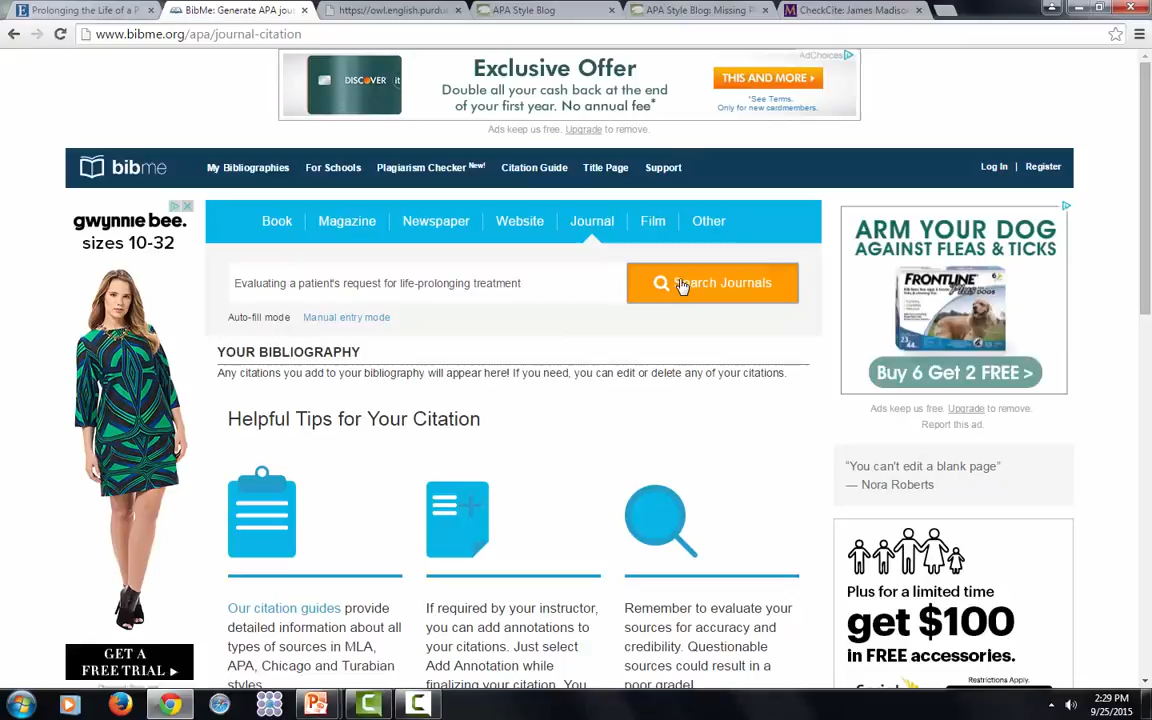 Prolonging the Life of a P
BibMe: Generate APA jou
https://owl.english.purdu
APA Style Blog
APA Style Blog: Missing P
CheckCite: James Madiso
www.bibme.org/apa/journal-citation
AdChoices
DISCOVER it
Exclusive Offer
Double all your cash back at the end
of your first year. No annual fee*
THIS AND MORE
*See Terms.
Only for new cardmembers.
Ads keep us free. Upgrade to remove.
bibme
My Bibliographies
For Schools
Plagiarism Checker New!
Citation Guide
Title Page
Support
Log In | Register
gwynnie bee.
sizes 10-32
GET A
FREE TRIAL
Book
Magazine
Newspaper
Website
Journal
Film
Other
Evaluating a patient's request for life-prolonging treatment
Search Journals
Auto-fill mode
Manual entry mode
YOUR BIBLIOGRAPHY
Any citations you add to your bibliography will appear here! If you need, you can edit or delete any of your citations.
Helpful Tips for Your Citation
Our citation guides provide
detailed information about all
types of sources in MLA,
APA, Chicago and Turabian
styles.
If required by your instructor,
you can add annotations to
your citations. Just select
Add Annotation while
finalizing your citation. You
Remember to evaluate your
sources for accuracy and
credibility. Questionable
sources could result in a
poor grade!
ARM YOUR DOG
AGAINST FLEAS & TICKS
FRONTLINE
Plus
Buy 6 Get 2 FREE >
Ads keep us free. Upgrade to remove.
Report this ad.
“You can't edit a blank page”
— Nora Roberts
Plus for a limited time
get $100
in FREE accessories.
Restrictions Apply.
2:29 PM
9/25/2015